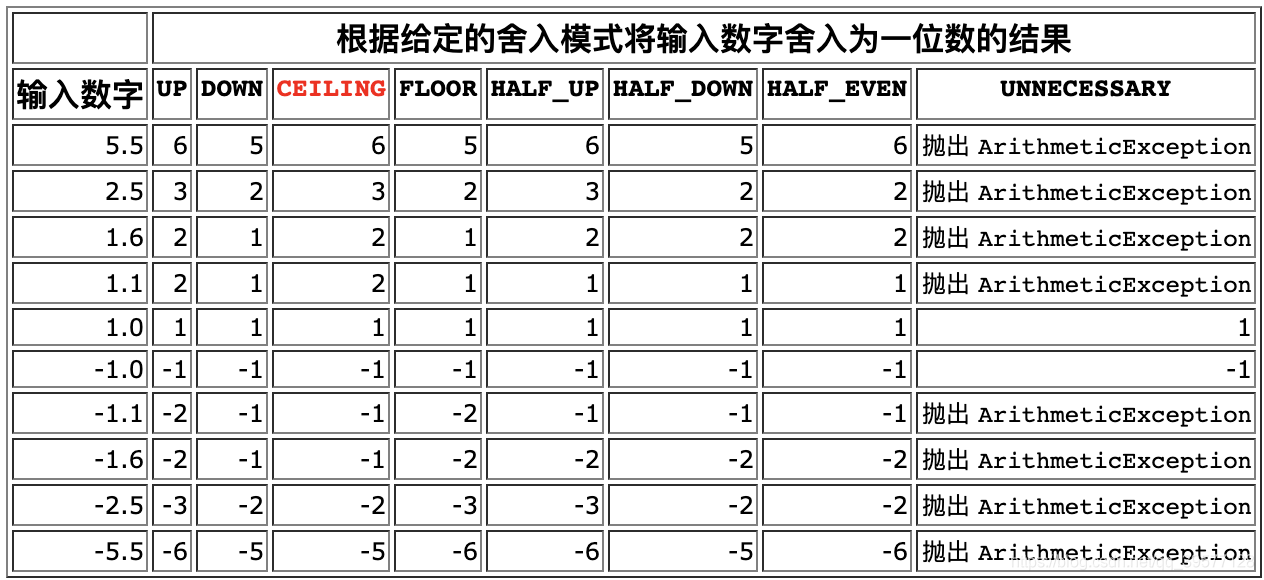 根据给定的舍入模式将输入数字舍入为一位数的结果
输入数字 UP DOWN CEILING FLOOR HALF_UP HALF_DOWN HALF_EVEN UNNECESSARY
5.5 6 5 6 5 6 5 6 抛出 ArithmeticException
2.5 3 2 3 2 3 2 2 抛出 ArithmeticException
1.6 2 1 2 1 2 2 2 抛出 ArithmeticException
1.1 2 1 2 1 1 1 1 抛出 ArithmeticException
1.0 1 1 1 1 1 1 1 1
-1.0 -1 -1 -1 -1 -1 -1 -1 -1
-1.1 -2 -1 -1 -2 -1 -1 -1 抛出 ArithmeticException
-1.6 -2 -1 -1 -2 -2 -2 -2 抛出 ArithmeticException
-2.5 -3 -2 -2 -3 -3 -2 -2 抛出 ArithmeticException
-5.5 -6 -5 -5 -6 -6 -5 -6 抛出 ArithmeticException